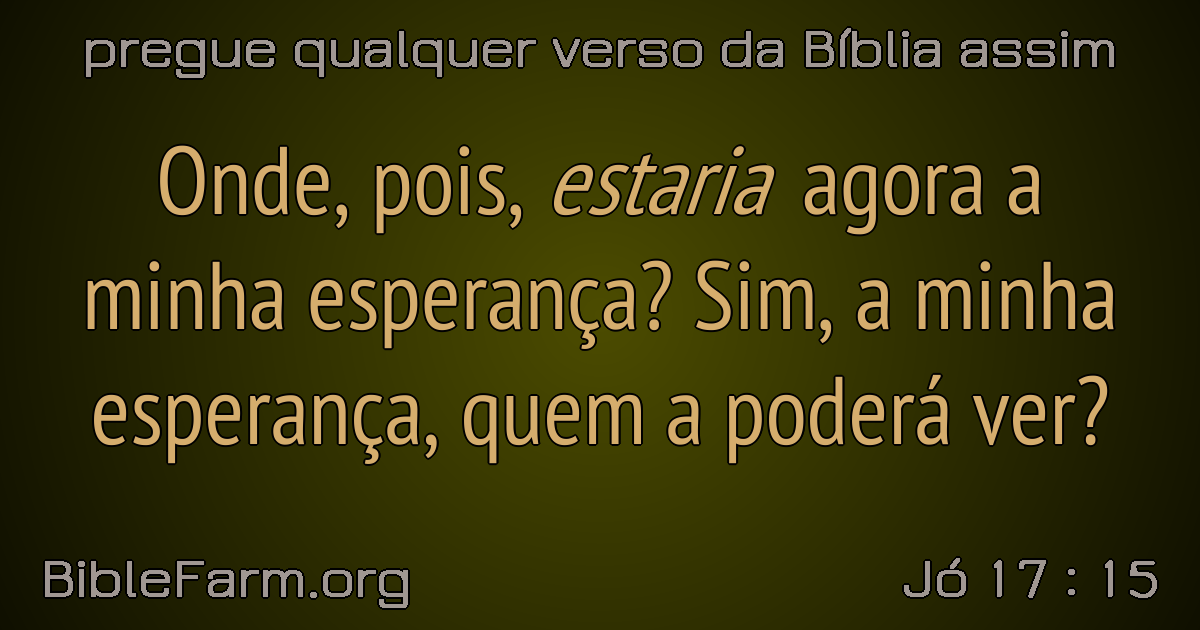 pregue qualquer verso da Bíblia assim
Onde, pois, estaria agora a
minha esperança? Sim, a minha
esperança, quem a poderá ver?
BibleFarm.org
Jó 17 : 15